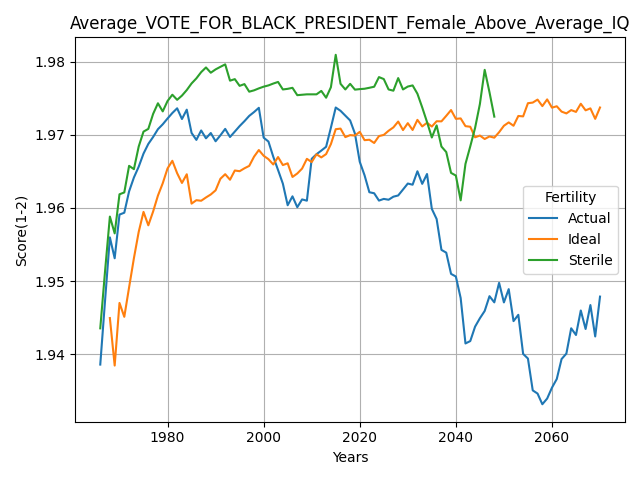 Average_VOTE_FOR_BLACK_PRESIDENT_Female_Above_Average_IQ
Score(1-2)
1.98
1.97
1.96
1.95
1.94
Fertility
Actual
Ideal
Sterile
1980 2000 2020 2040 2060
Years